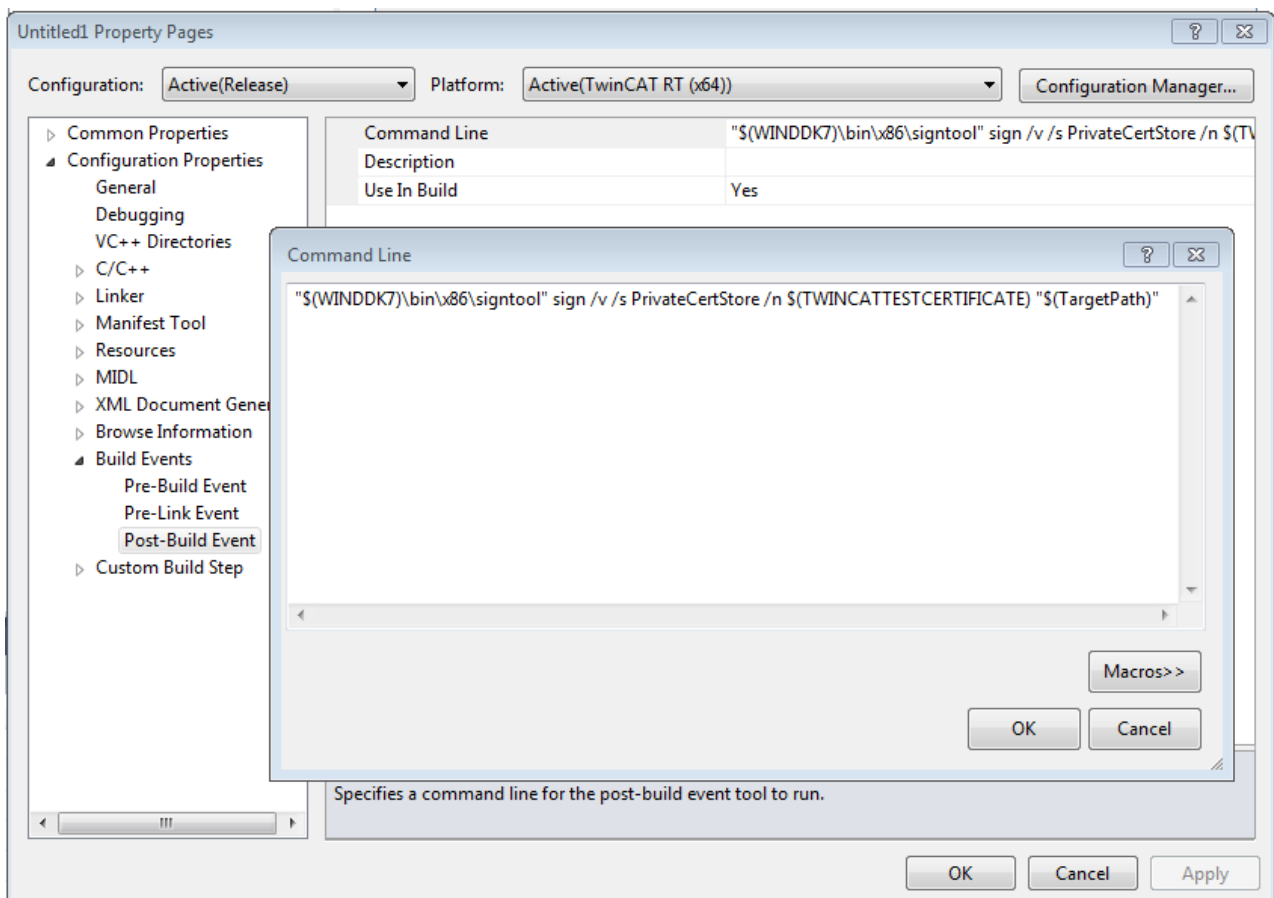 Untitled1 Property Pages
Configuration: Active(Release) Platform: Active(TwinCAT RT (x64)) Configuration Manager...
Common Properties
Configuration Properties
General
Debugging
VC++ Directories
C/C++
Linker
Manifest Tool
Resources
MIDL
XML Document Gener
Browse Information
Build Events
Pre-Build Event
Pre-Link Event
Post-Build Event
Custom Build Step
Command Line "$(WINDDK7)\bin\x86\signtool" sign /v /s PrivateCertStore /n $(TV
Description
Use In Build Yes
Command Line
"$(WINDDK7)\bin\x86\signtool" sign /v /s PrivateCertStore /n $(TWINCATTESTCERTIFICATE) "$(TargetPath)"
Macros>>
OK Cancel
Specifies a command line for the post-build event tool to run.
OK Cancel Apply